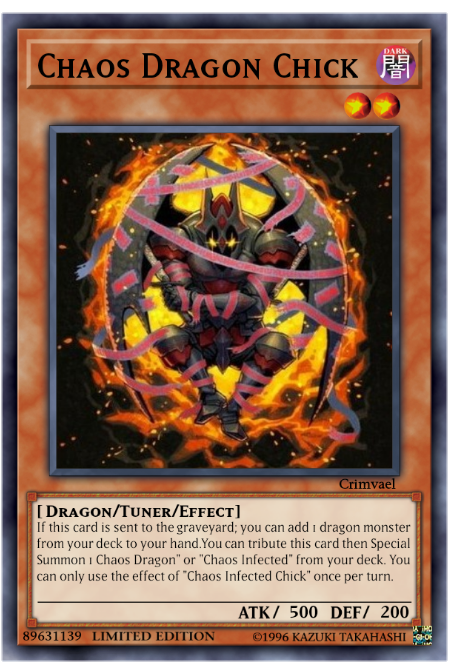 CHAOS DRAGON CHICK
DARK
闇
Crimvael
[ DRAGON/TUNER/EFFECT]
If this card is sent to the graveyard; you can add 1 dragon monster
from your deck to your hand.You can tribute this card then Special
Summon 1 Chaos Dragon" or "Chaos Infected" from your deck. You
can only use the effect of "Chaos Infected Chick" once per turn.
ATK/ 500 DEF/ 200
89631139 LIMITED EDITION ©1996 KAZUKI TAKAHASHI